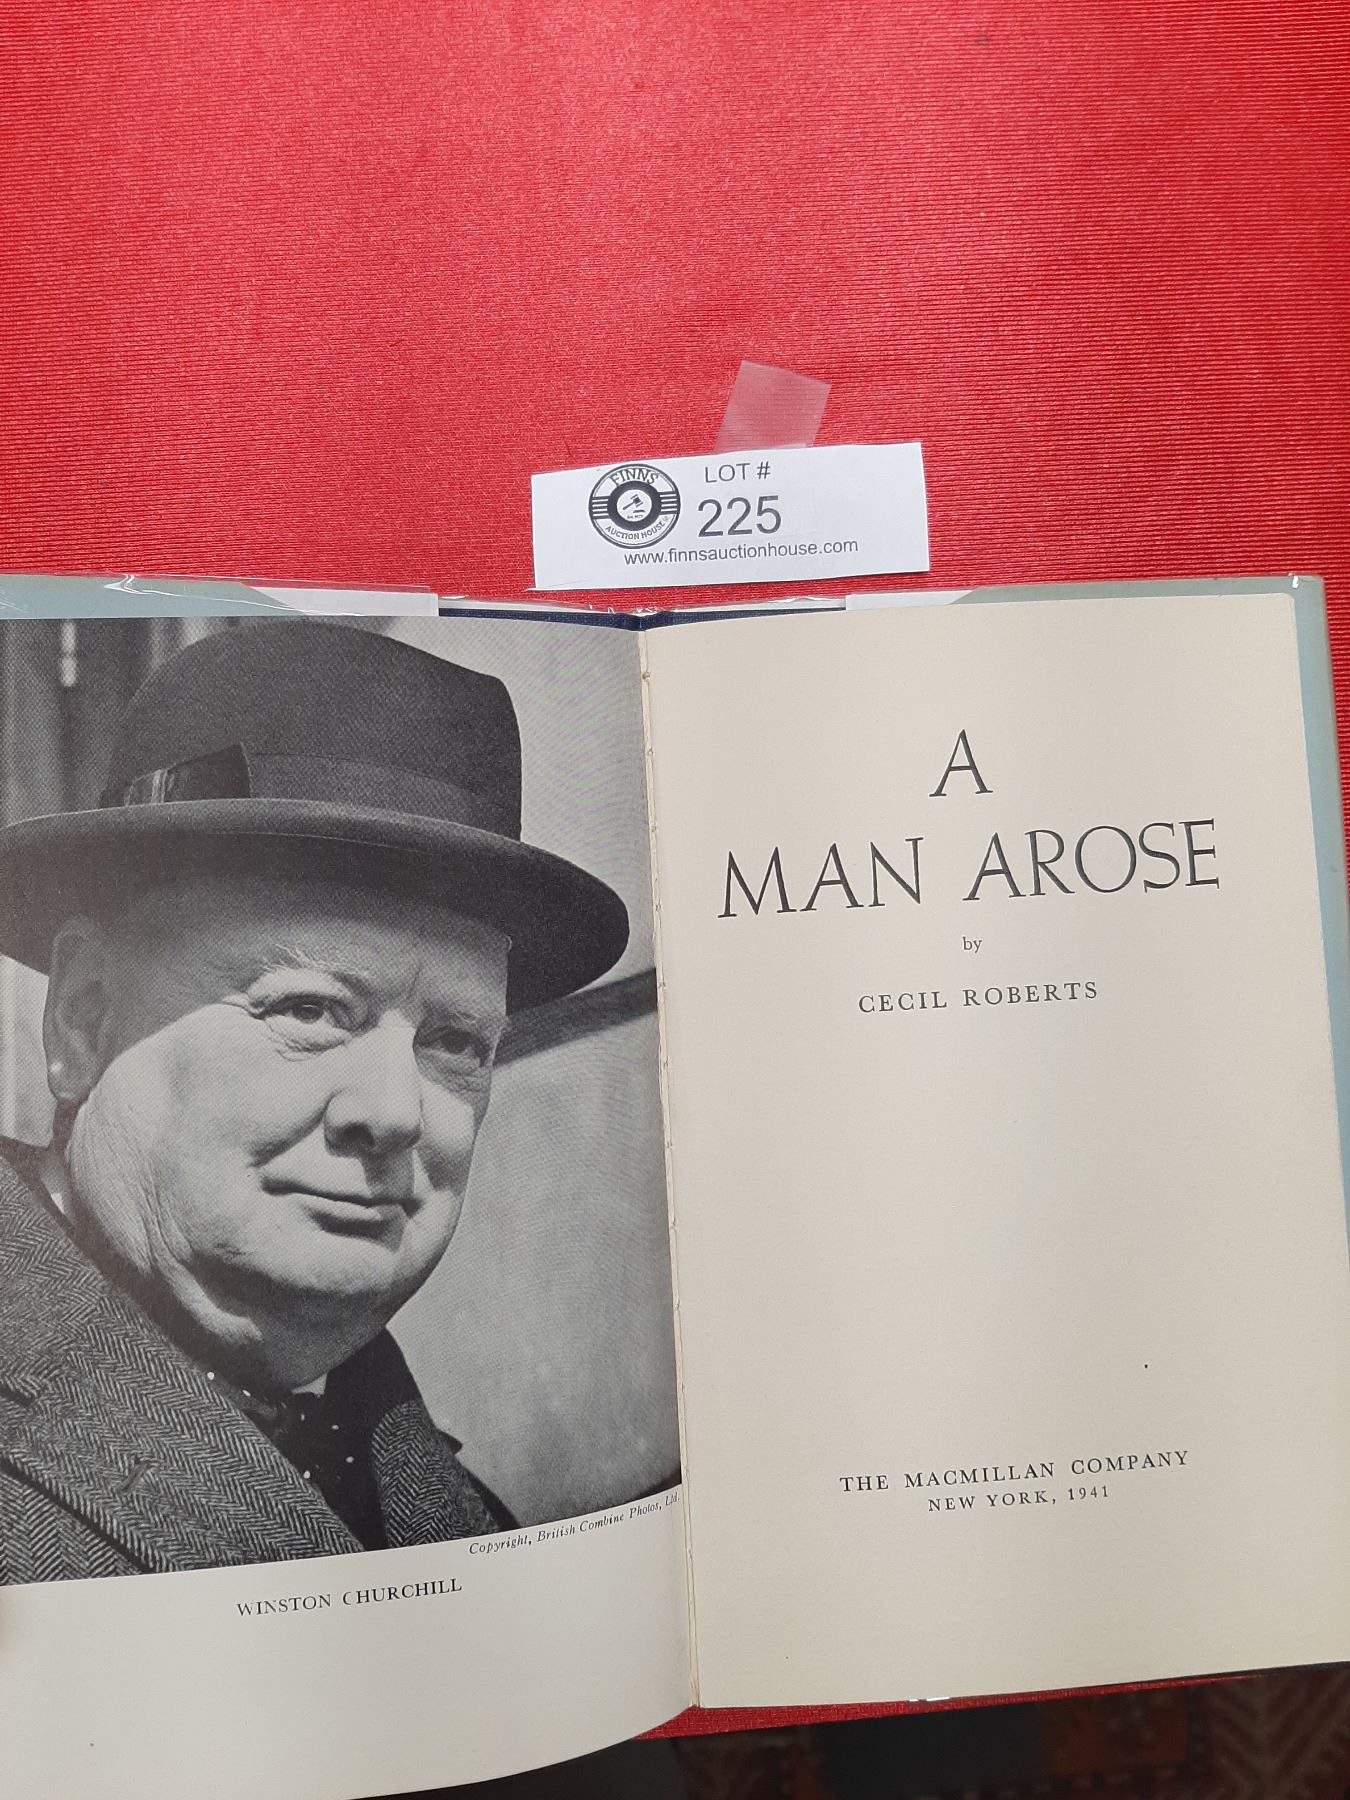 FINNS
AUCTION HOUSE
LOT #
225
www.finnsauctionhouse.com
Copyright, British Combine Photos, Ltd.
WINSTON CHURCHILL
A
MAN AROSE
by
CECIL ROBERTS
THE MACMILLAN COMPANY
NEW YORK, 1941